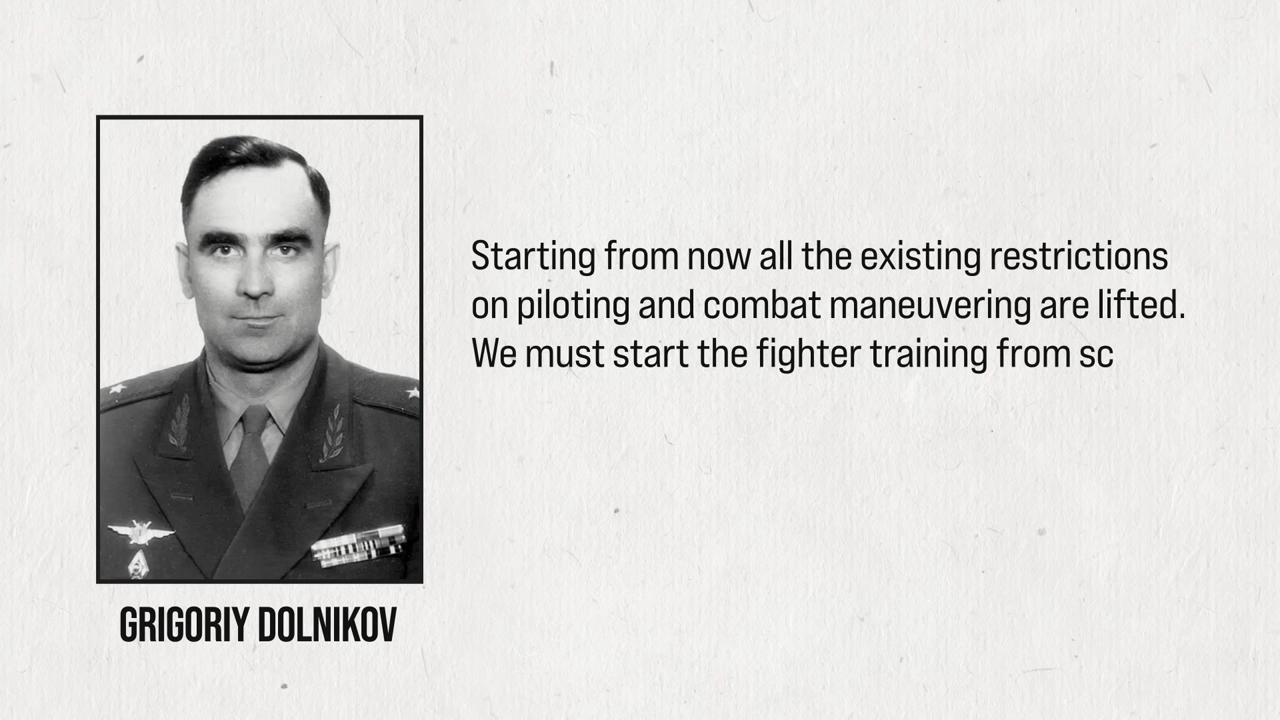 Starting from now all the existing restrictions
on piloting and combat maneuvering are lifted.
We must start the fighter training from sc
GRIGORIY DOLNIKOV